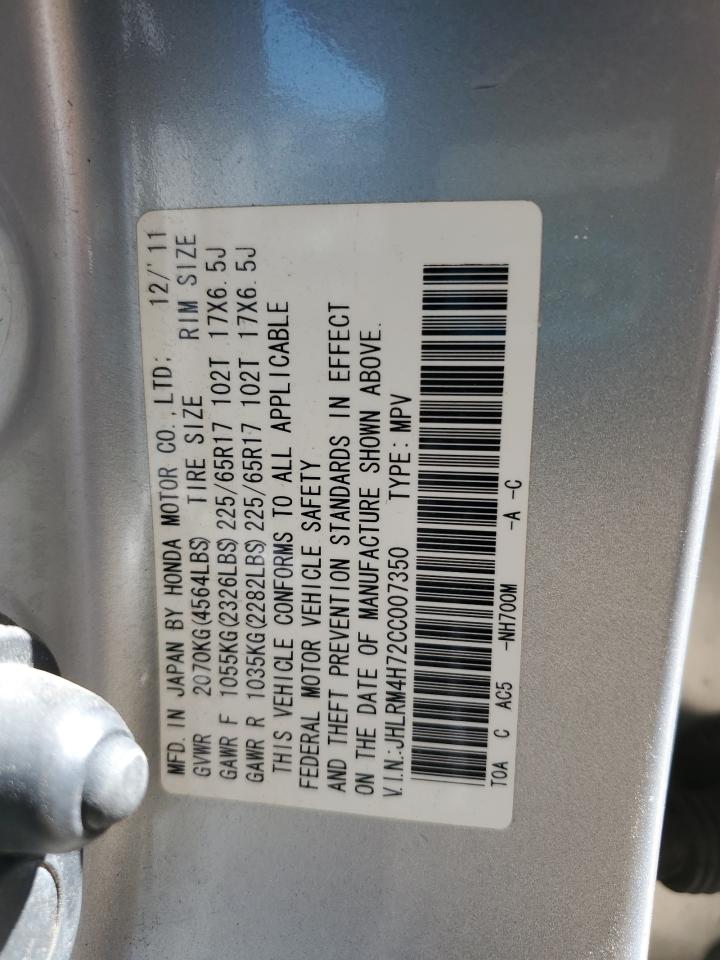 MFD. IN JAPAN BY HONDA MOTOR CO., LTD; 12/'11
GVWR 2070KG(4564LBS) TIRE SIZE RIM SIZE
GAWR F 1055KG(2326LBS) 225/65R17 102T 17X6.5J
GAWR R 1035KG(2282LBS) 225/65R17 102T 17X6.5J
THIS VEHICLE CONFORMS TO ALL APPLICABLE
FEDERAL MOTOR VEHICLE SAFETY
AND THEFT PREVENTION STANDARDS IN EFFECT
ON THE DATE OF MANUFACTURE SHOWN ABOVE.
V.I.N.:JHLRM4H72CC007350 TYPE:MPV
T0A C AC5 -NH700M -A -C